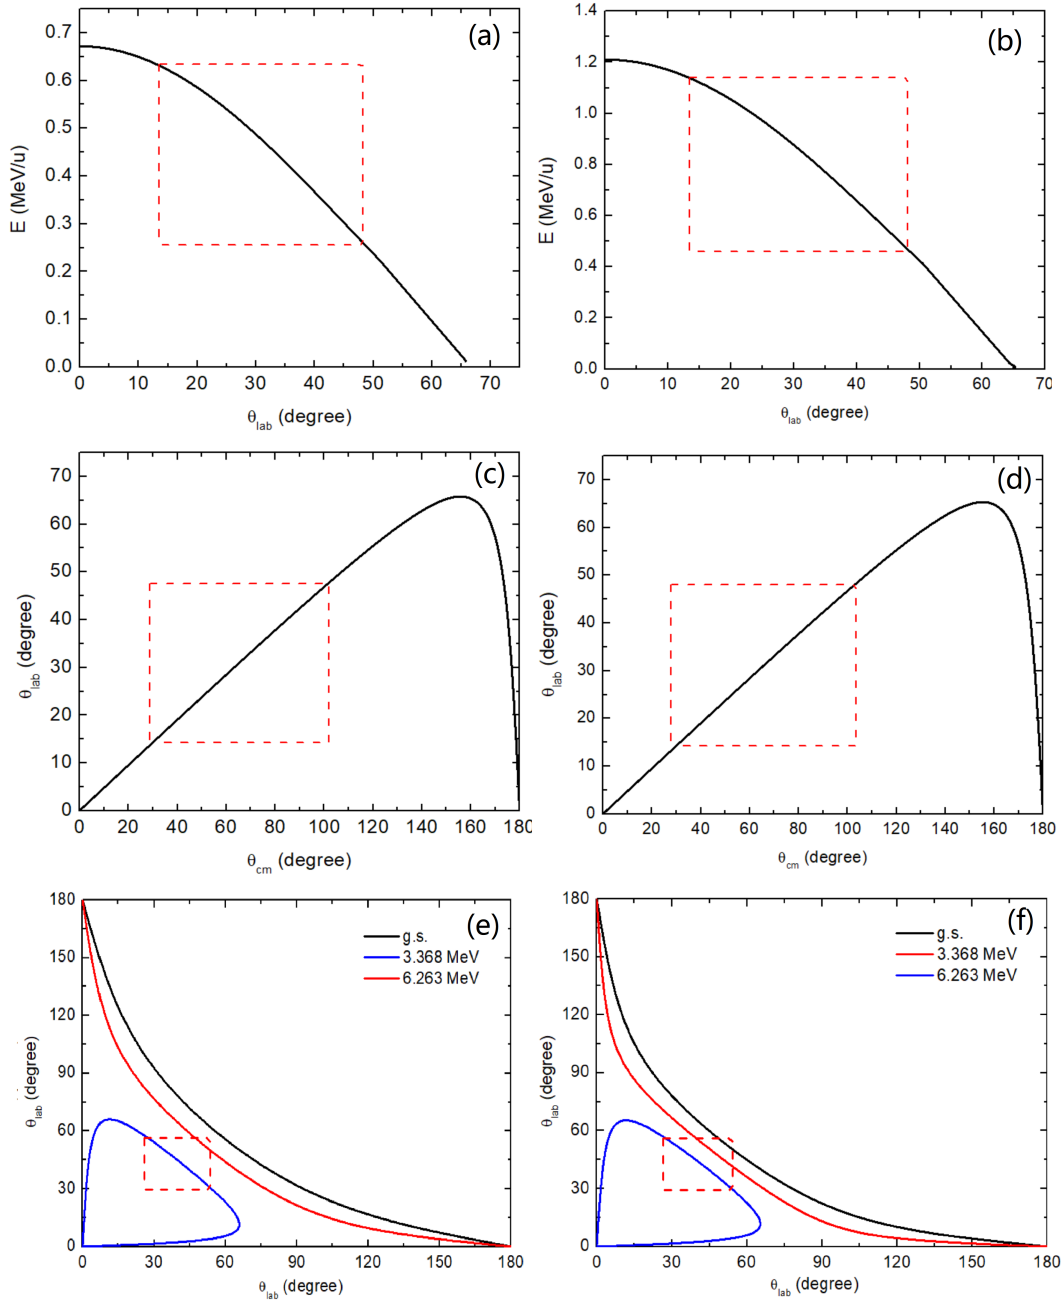 (a)
0.7
0.6
0.5
0.4
0.3
0.2
0.1
0.0
E (MeV/u)
0 10 20 30 40 50 60 70
θlab (degree)
(b)
1.4
1.2
1.0
0.8
0.6
0.4
0.2
0.0
E (MeV/u)
0 10 20 30 40 50 60 70
θlab (degree)
(c)
70
60
50
40
30
20
10
0
θlab (degree)
0 20 40 60 80 100 120 140 160 180
θcm (degree)
(d)
70
60
50
40
30
20
10
0
θlab (degree)
0 20 40 60 80 100 120 140 160 180
θcm (degree)
(e)
g.s.
3.368 MeV
6.263 MeV
180
150
120
90
60
30
0
θlab (degree)
0 30 60 90 120 150 180
θlab (degree)
(f)
g.s.
3.368 MeV
6.263 MeV
180
150
120
90
60
30
0
θlab (degree)
0 30 60 90 120 150 180
θlab (degree)